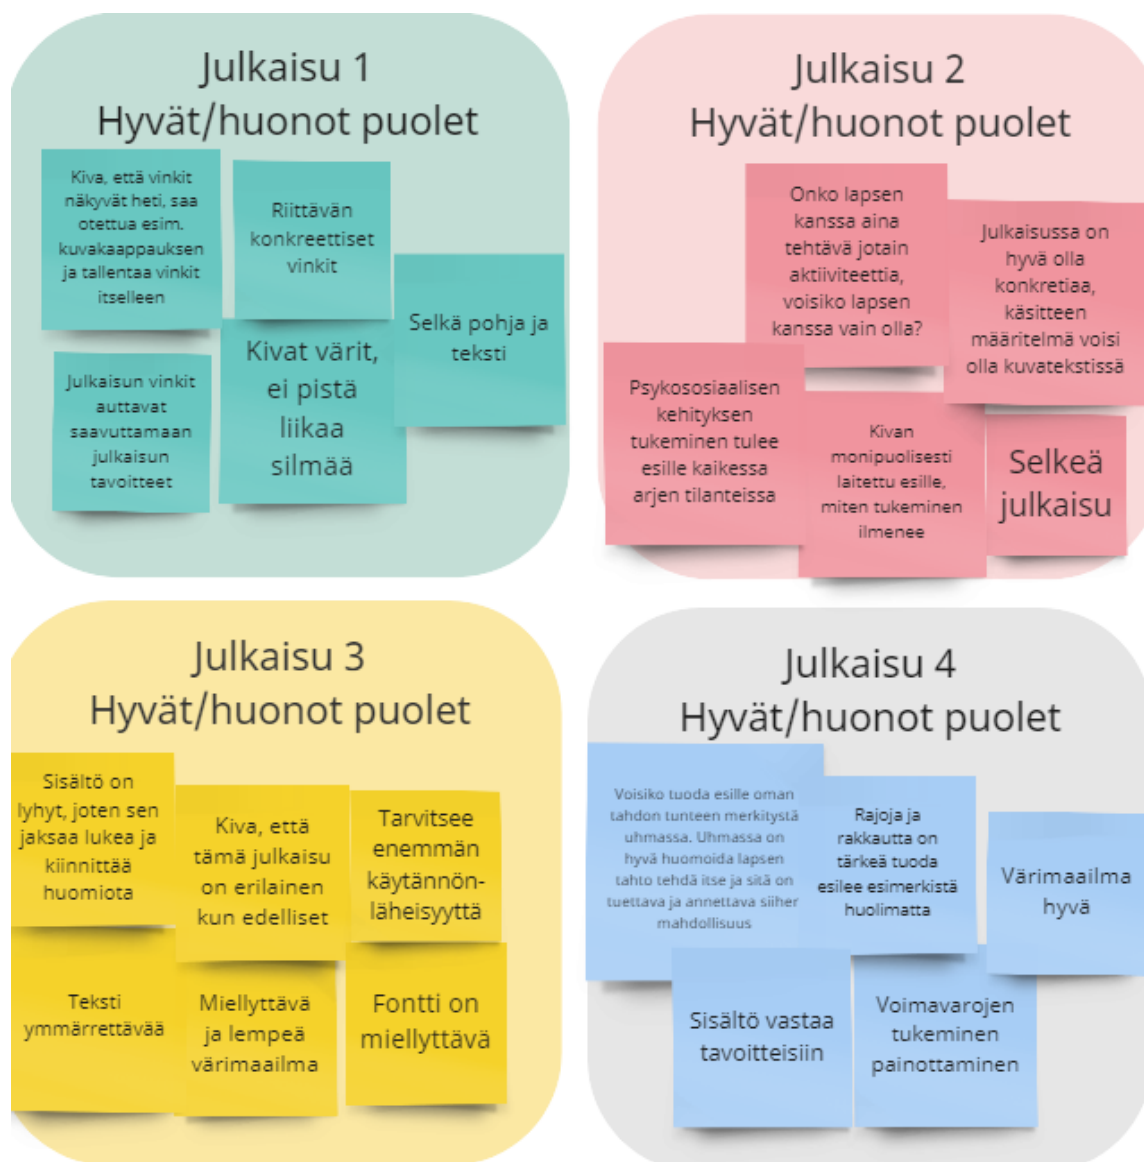 Julkaisu 1
Hyvät/huonot puolet
Kiva, että vinkit
näkyvät heti, saa
otettua esim.
kuvakaappauksen
ja tallentaa vinkit
itselleen
Riittävän
konkreettiset
vinkit
Selkä pohja ja
teksti
Julkaisun vinkit
auttavat
saavuttamaan
julkaisun
tavoitteet
Kivat värit,
ei pistä
liikaa
silmää
Julkaisu 2
Hyvät/huonot puolet
Onko lapsen
kanssa aina
tehtävä jotain
aktiiviteettia,
voisiko lapsen
kanssa vain olla?
Julkaisussa on
hyvä olla
konkretiaa,
käsitteen
määritelmä voisi
olla kuvatekstissä
Psykososiaalisen
kehityksen
tukeminen tulee
esille kaikessa
arjen tilanteissa
Kivan
monipuolisesti
laitettu esille,
miten tukeminen
ilmenee
Selkeä
julkaisu
Julkaisu 3
Hyvät/huonot puolet
Sisältö on
lyhyt, joten sen
jaksaa lukea ja
kiinnittää
huomiota
Kiva, että
tämä julkaisu
on erilainen
kun edelliset
Tarvitsee
enemmän
käytännön-
läheisyyttä
Teksti
ymmärrettävää
Miellyttävä
ja lempeä
värimaailma
Fontti on
miellyttävä
Julkaisu 4
Hyvät/huonot puolet
Voisiko tuoda esille oman
tahdon tunteen merkitystä
uhmassa. Uhmassa on
hyvä huomoida lapsen
tahto tehdä itse ja sitä on
tuettava ja annettava siiher
mahdollisuus
Rajoja ja
rakkautta on
tärkeä tuoda
esilee esimerkistä
huolimatta
Värimaailma
hyvä
Sisältö vastaa
tavoitteisiin
Voimavarojen
tukeminen
painottaminen